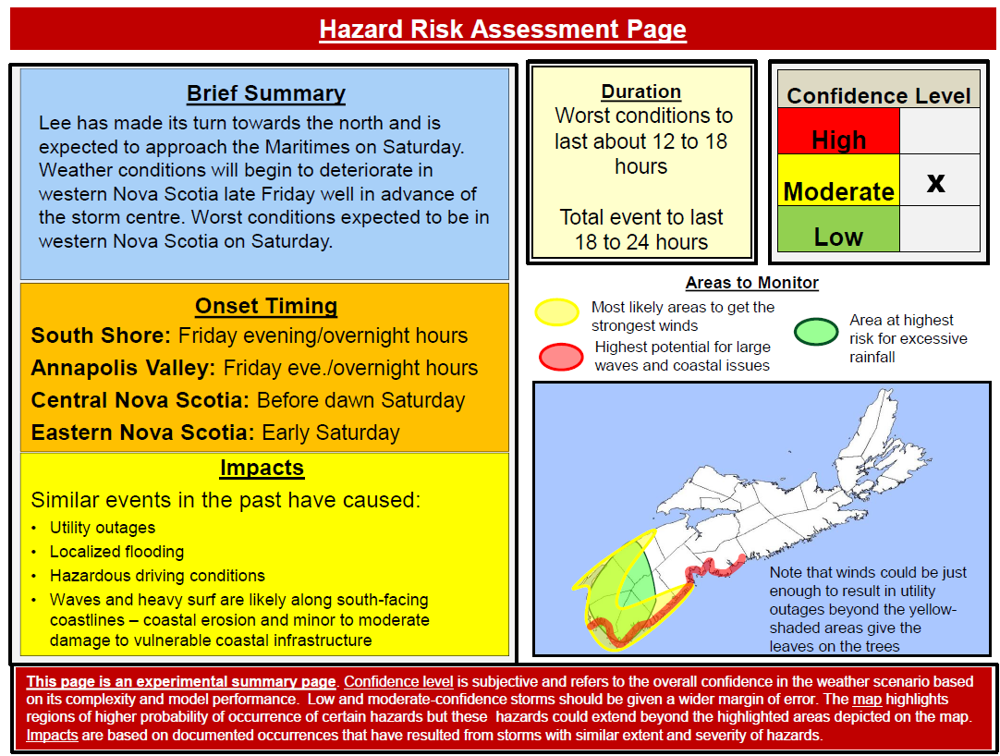 Hazard Risk Assessment Page
Brief Summary
Lee has made its turn towards the north and is
expected to approach the Maritimes on Saturday.
Weather conditions will begin to deteriorate in
western Nova Scotia late Friday well in advance of
the storm centre. Worst conditions expected to be in
western Nova Scotia on Saturday.
Onset Timing
South Shore: Friday evening/overnight hours
Annapolis Valley: Friday eve./overnight hours
Central Nova Scotia: Before dawn Saturday
Eastern Nova Scotia: Early Saturday
Impacts
Similar events in the past have caused:
• Utility outages
• Localized flooding
• Hazardous driving conditions
• Waves and heavy surf are likely along south-facing
coastlines – coastal erosion and minor to moderate
damage to vulnerable coastal infrastructure
Duration
Worst conditions to
last about 12 to 18
hours
Total event to last
18 to 24 hours
Confidence Level
High
Moderate x
Low
Areas to Monitor
Most likely areas to get the
strongest winds
Highest potential for large
waves and coastal issues
Area at highest
risk for excessive
rainfall
Note that winds could be just
enough to result in utility
outages beyond the yellow-
shaded areas give the
leaves on the trees
This page is an experimental summary page. Confidence level is subjective and refers to the overall confidence in the weather scenario based
on its complexity and model performance. Low and moderate-confidence storms should be given a wider margin of error. The map highlights
regions of higher probability of occurrence of certain hazards but these hazards could extend beyond the highlighted areas depicted on the map.
Impacts are based on documented occurrences that have resulted from storms with similar extent and severity of hazards.